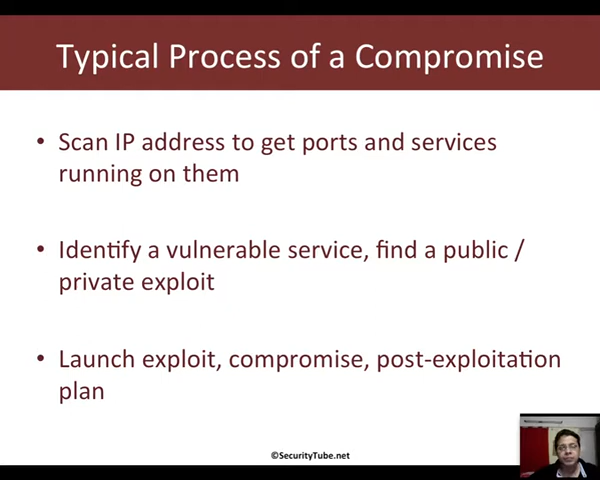 Typical Process of a Compromise
• Scan IP address to get ports and services
running on them
• Identify a vulnerable service, find a public /
private exploit
• Launch exploit, compromise, post-exploitation
plan
©SecurityTube.net